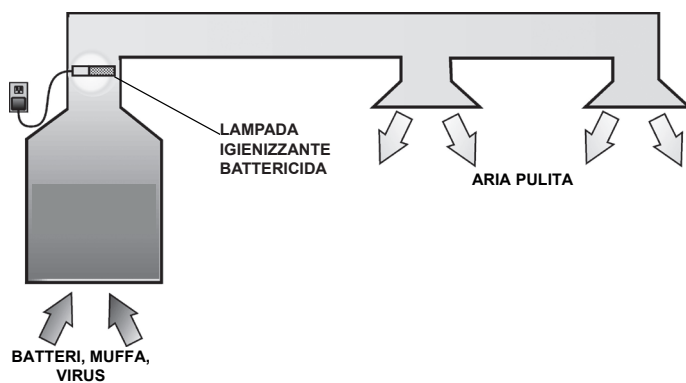 LAMPADA
IGIENIZZANTE
BATTERICIDA
ARIA PULITA
BATTERI, MUFFA,
VIRUS